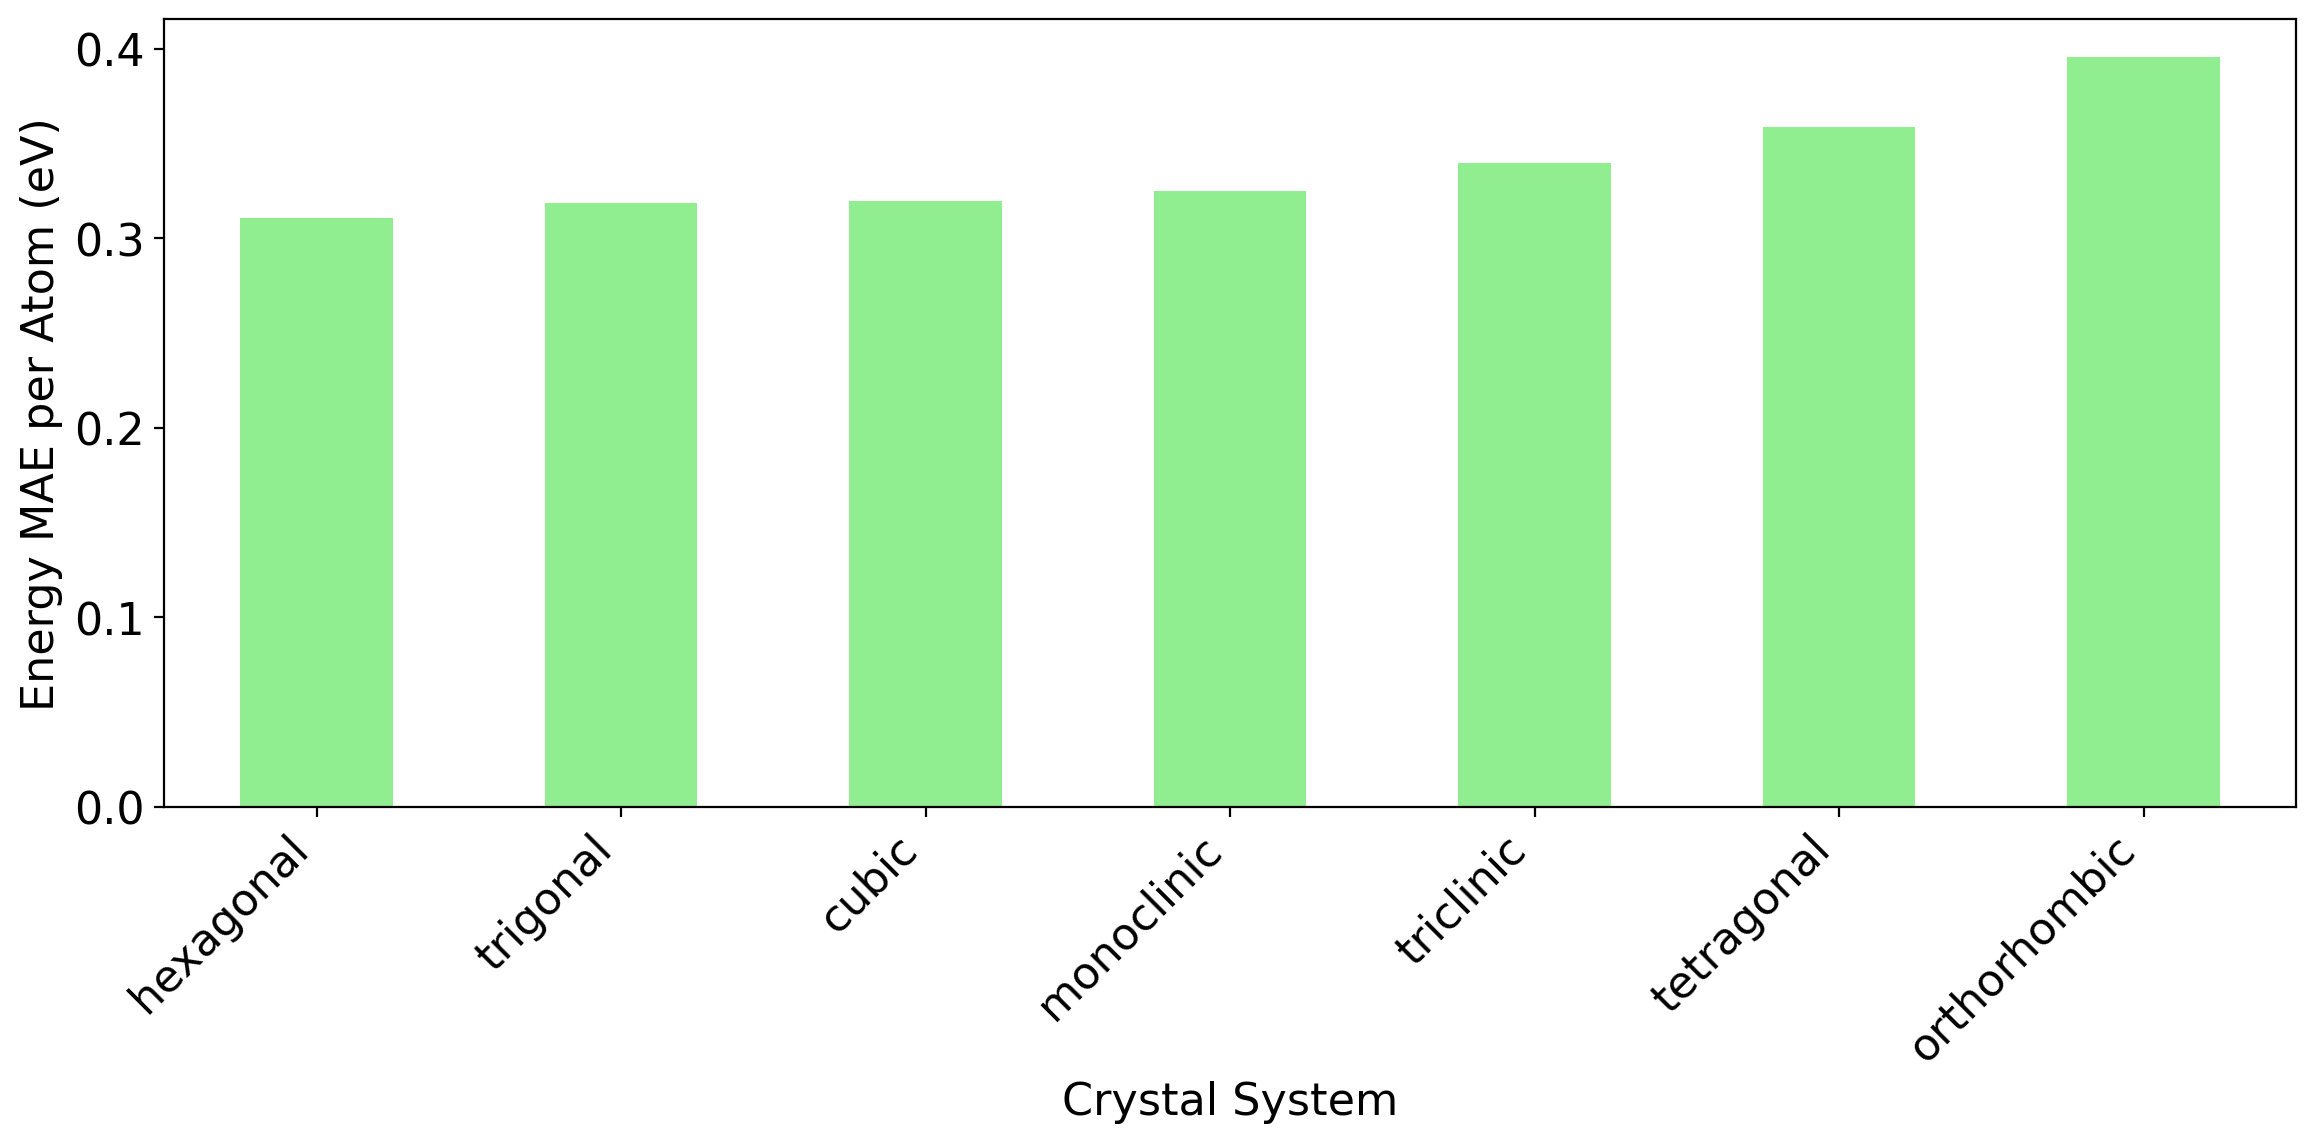 Energy MAE per Atom (eV)
0.4
0.3
0.2
0.1
0.0
hexagonal
trigonal
cubic
monoclinic
triclinic
tetragonal
orthorhombic
Crystal System